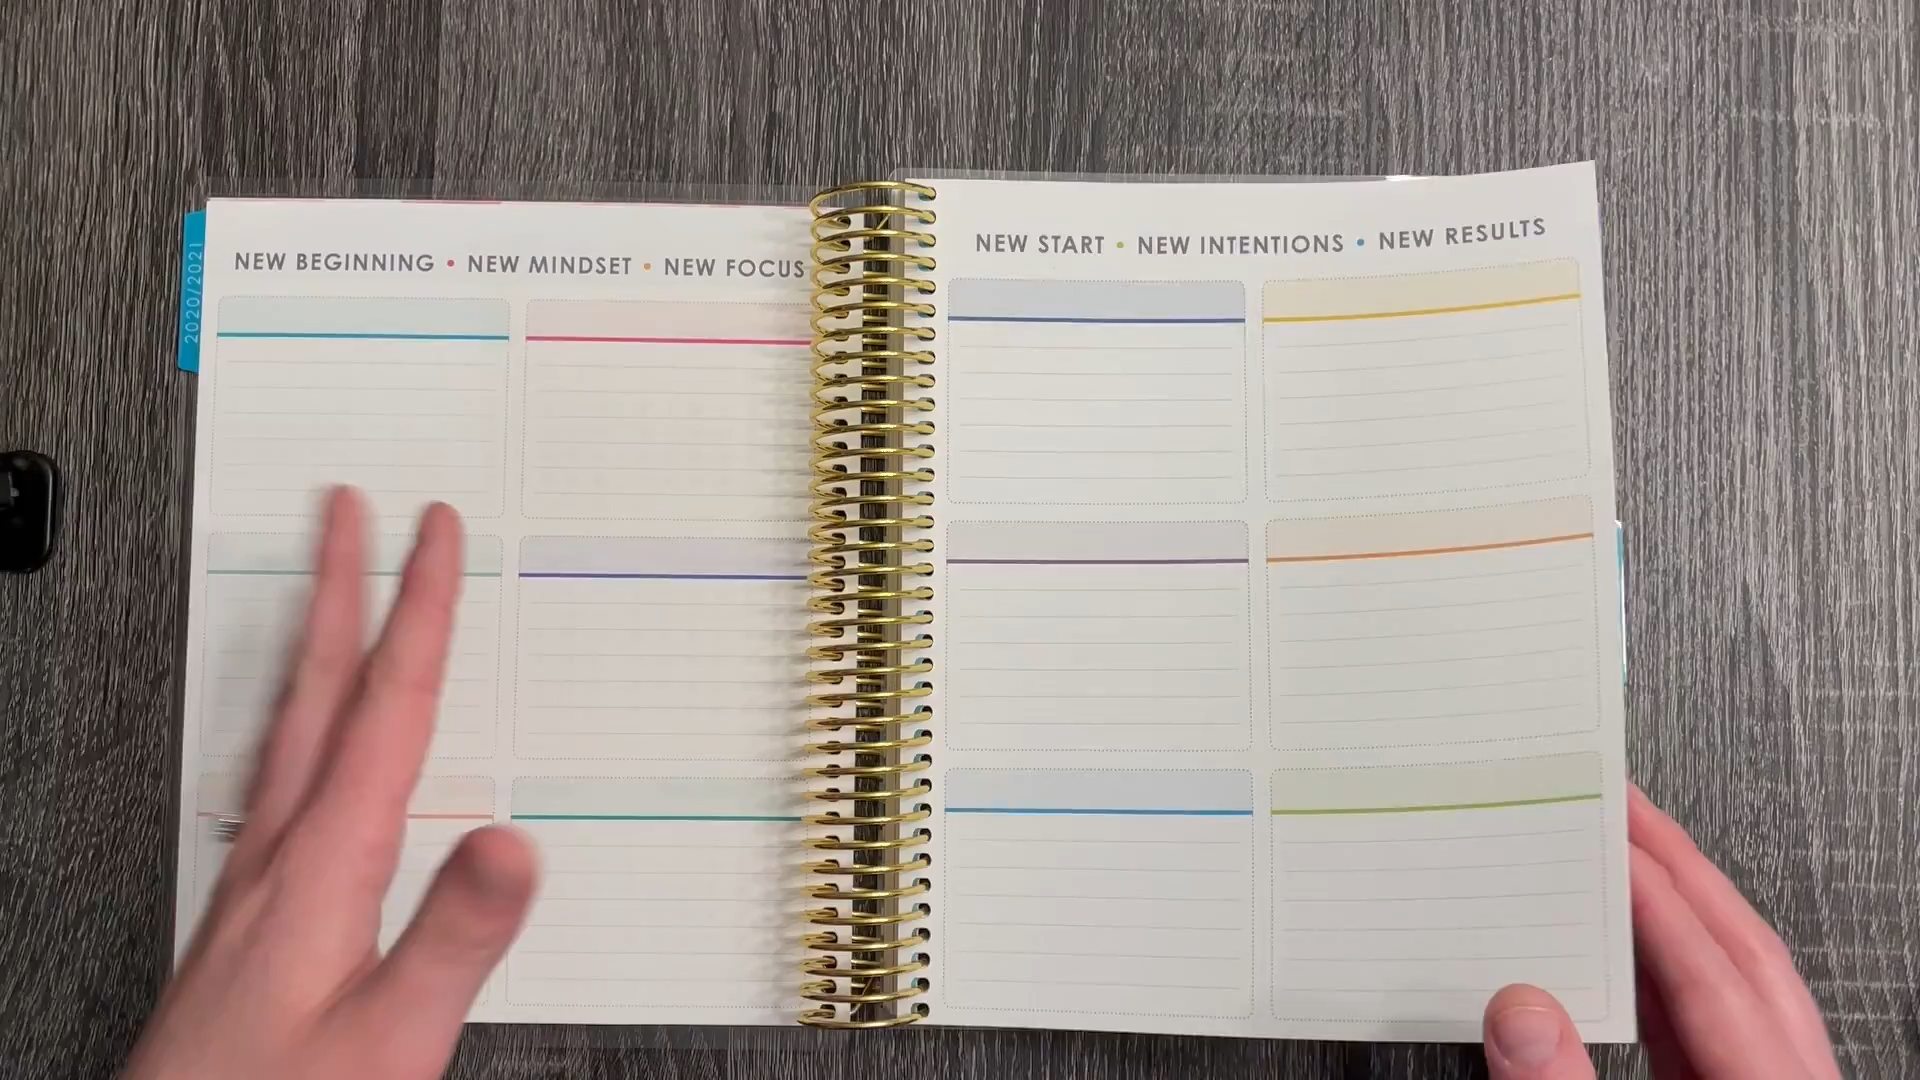 2020/2021
NEW BEGINNING • NEW MINDSET • NEW FOCUS
NEW START • NEW INTENTIONS • NEW RESULTS